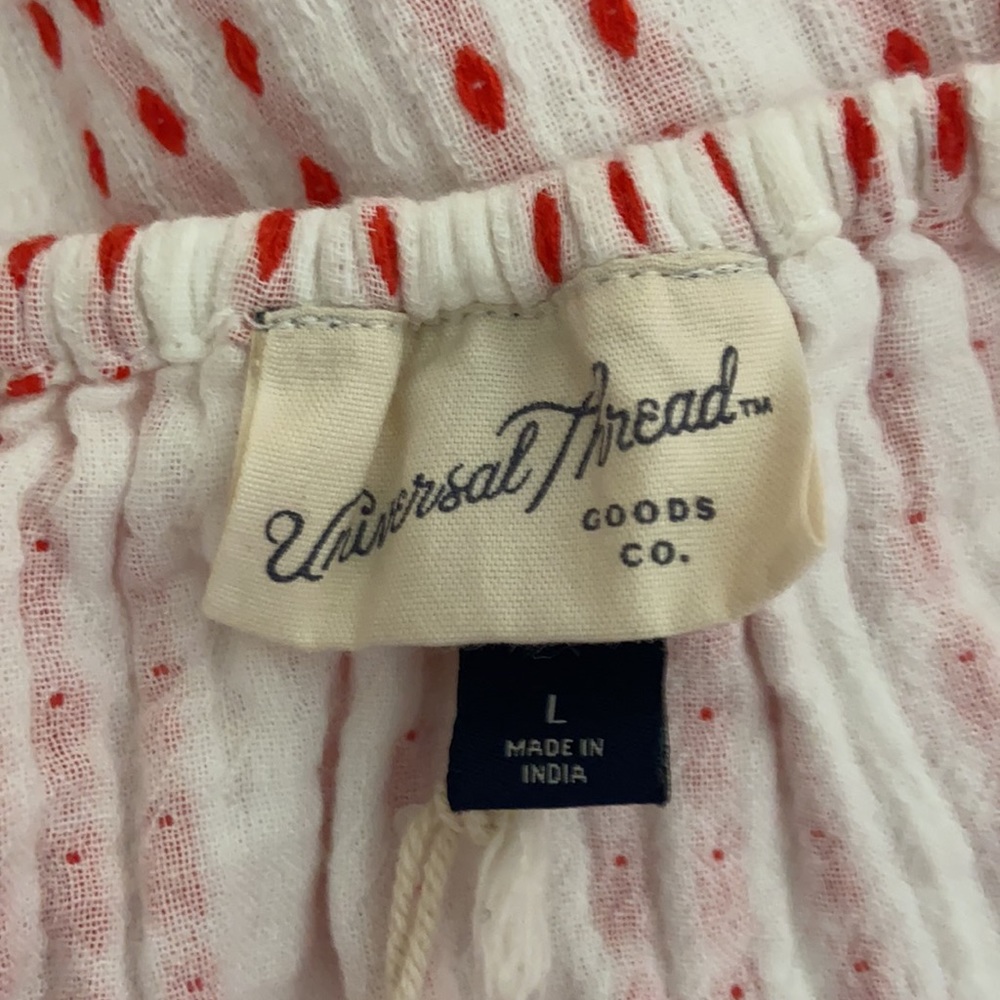 Universal Thread™
GOODS
CO.
L
MADE IN
INDIA